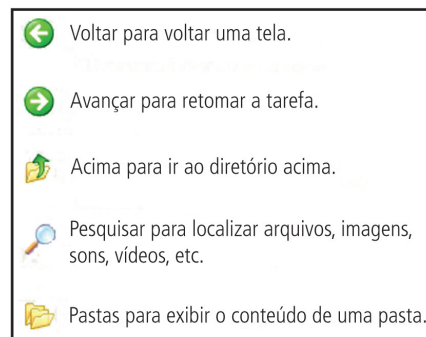 Voltar para voltar uma tela.
Avançar para retomar a tarefa.
Acima para ir ao diretório acima.
Pesquisar para localizar arquivos, imagens,
sons, vídeos, etc.
Pastas para exibir o conteúdo de uma pasta.